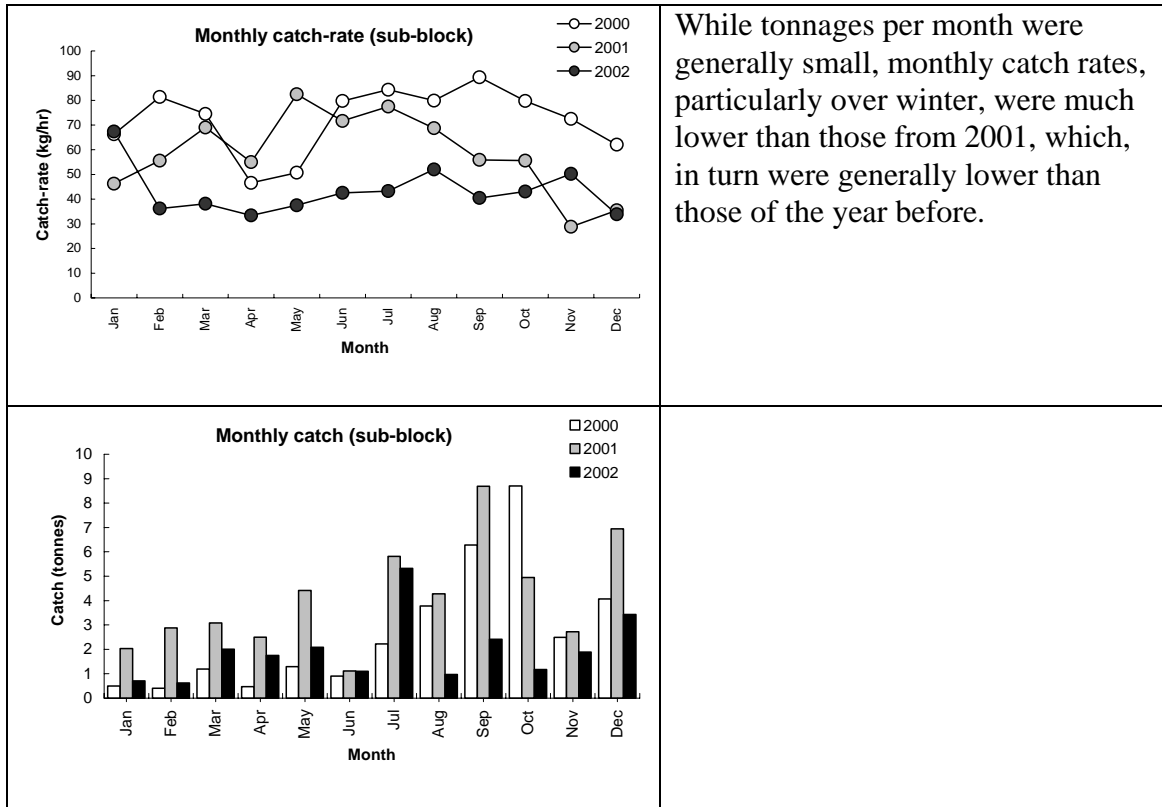 Monthly catch-rate (sub-block)
2000
2001
2002
100
90
80
70
60
50
40
30
20
10
0
Catch-rate (kg/hr)
Jan Feb Mar Apr May Jun Jul Aug Sep Oct Nov Dec
Month
While tonnages per month were
generally small, monthly catch rates,
particularly over winter, were much
lower than those from 2001, which,
in turn were generally lower than
those of the year before.
Monthly catch (sub-block)
2000
2001
2002
10
9
8
7
6
5
4
3
2
1
0
Catch (tonnes)
Jan Feb Mar Apr May Jun Jul Aug Sep Oct Nov Dec
Month